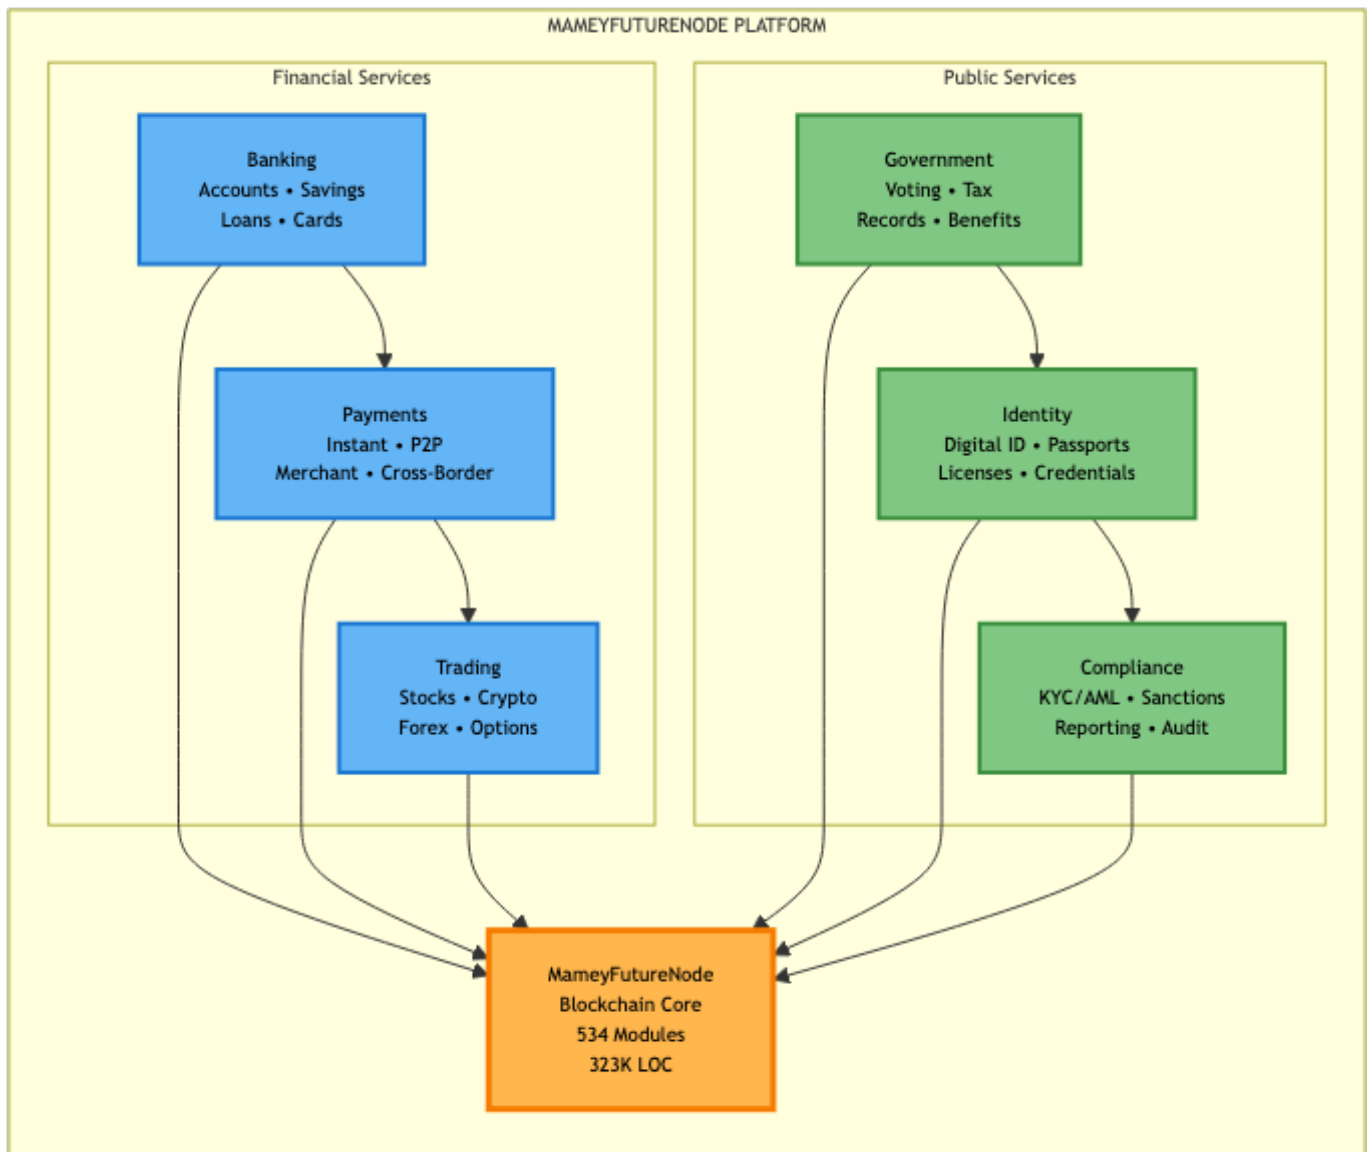 MAMEYFUTURENODE PLATFORM
Financial Services
Banking
Accounts • Savings
Loans • Cards
Payments
Instant • P2P
Merchant • Cross-Border
Trading
Stocks • Crypto
Forex • Options
Public Services
Government
Voting • Tax
Records • Benefits
Identity
Digital ID • Passports
Licenses • Credentials
Compliance
KYC/AML • Sanctions
Reporting • Audit
MameyFutureNode
Blockchain Core
534 Modules
323K LOC